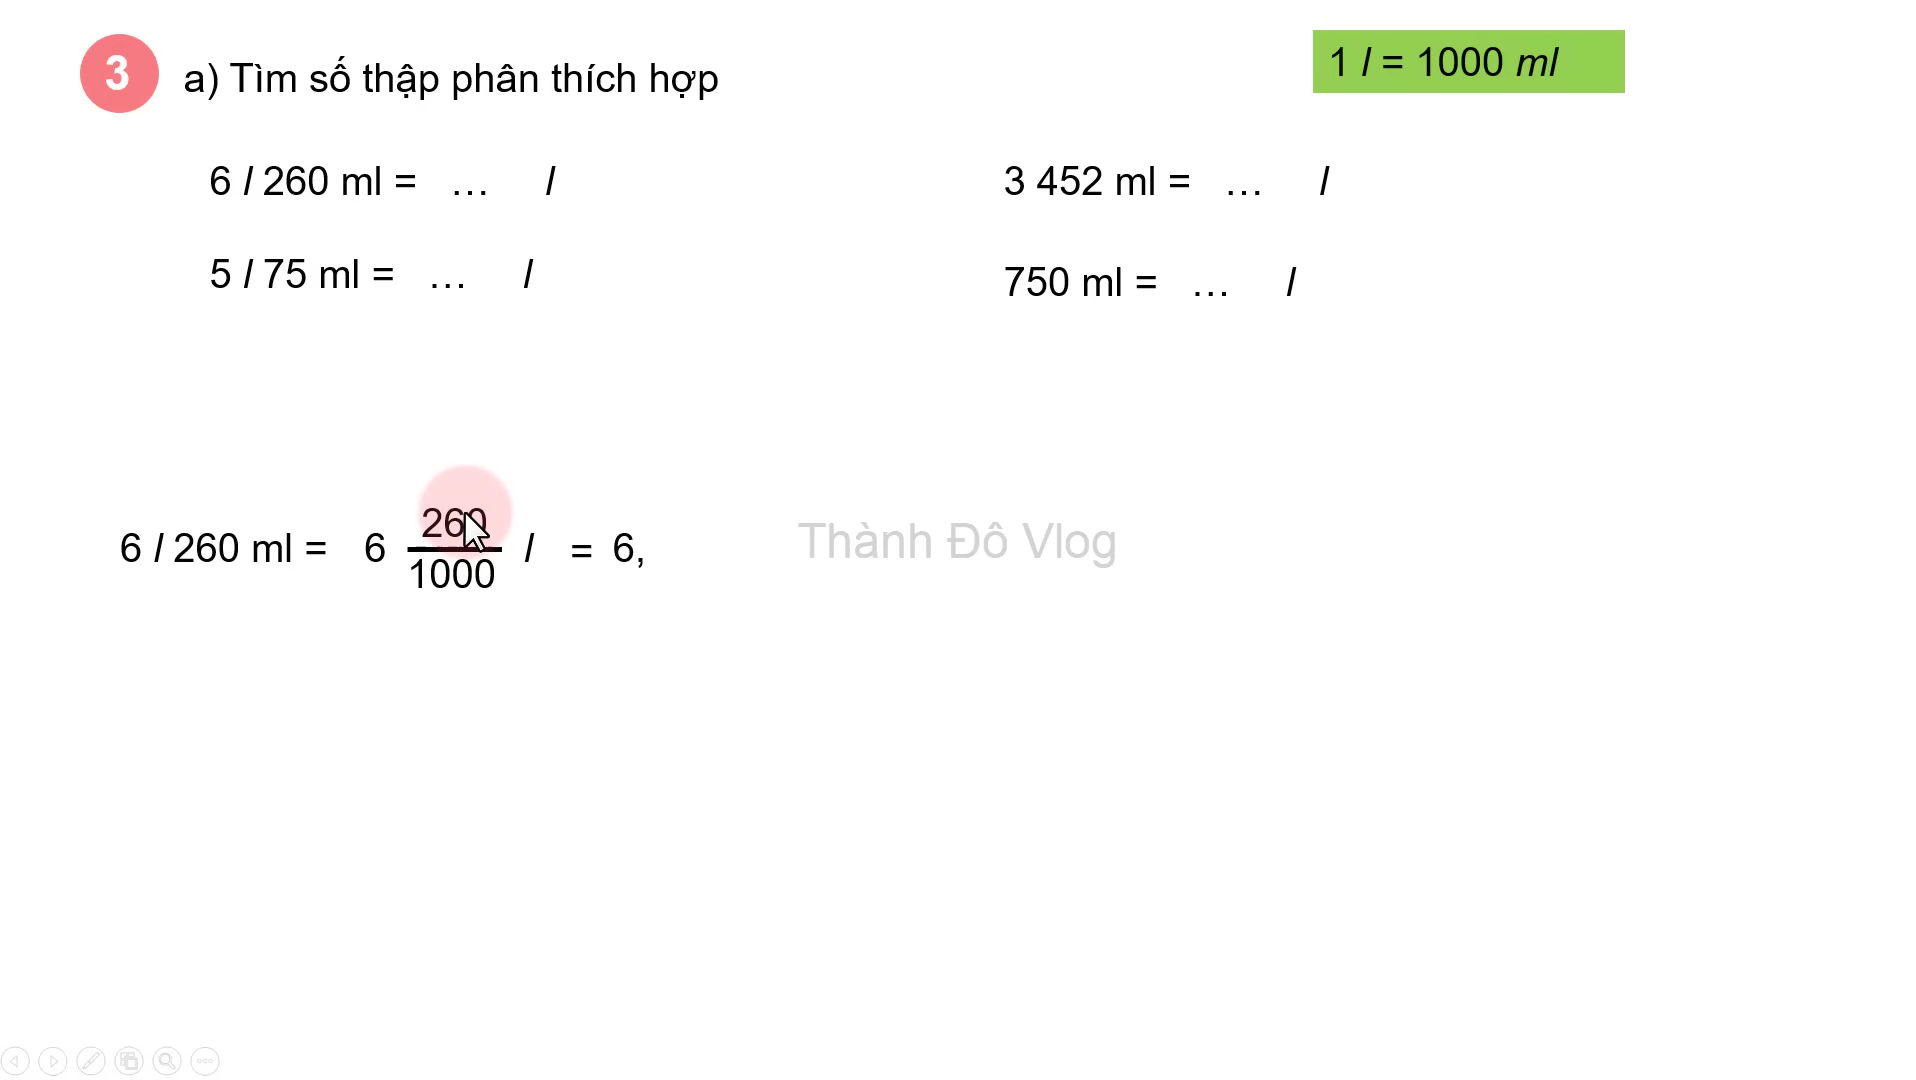 3
a) Tìm số thập phân thích hợp
1 l = 1000 ml
6 l 260 ml = … l
3 452 ml = … l
5 l 75 ml = … l
750 ml = … l
6 l 260 ml = 6 260/1000 l = 6,
Thành Đô Vlog